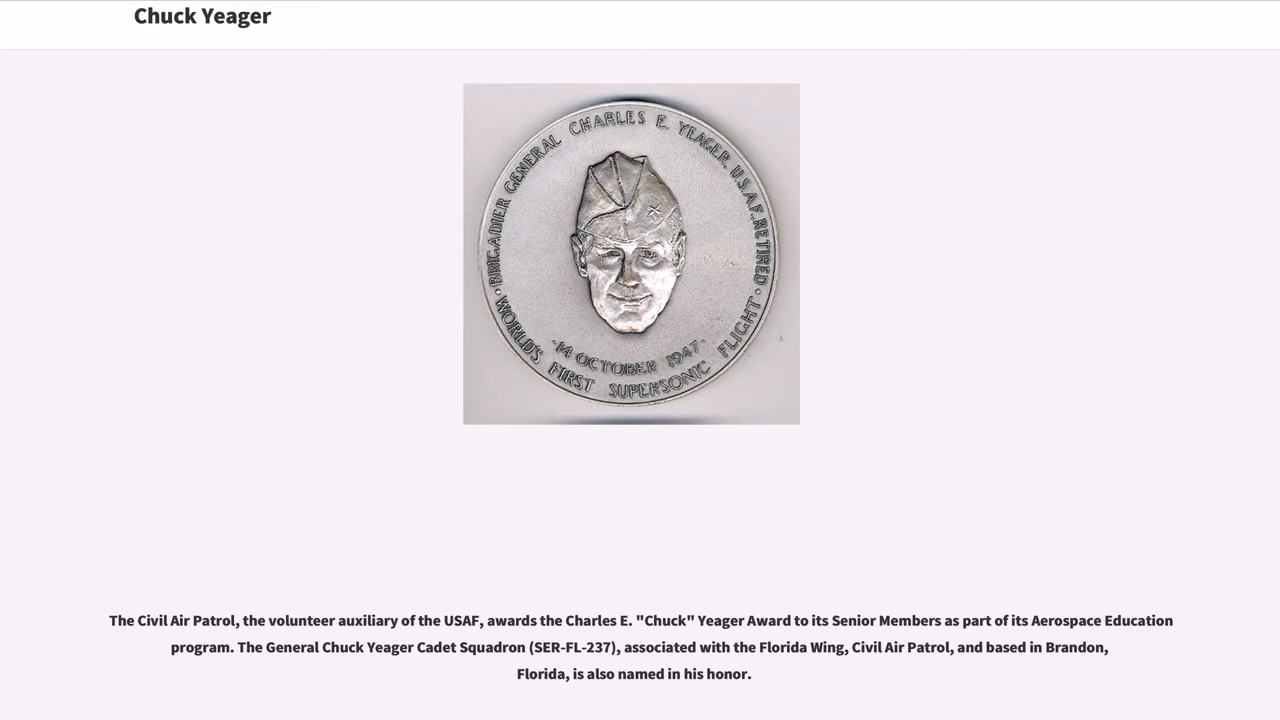 Chuck Yeager
BRIGADIER GENERAL CHARLES E. YEAGER, U.S.A.F. RETIRED
· WORLD'S FIRST SUPERSONIC FLIGHT ·
·14 OCTOBER 1947·
The Civil Air Patrol, the volunteer auxiliary of the USAF, awards the Charles E. "Chuck" Yeager Award to its Senior Members as part of its Aerospace Education
program. The General Chuck Yeager Cadet Squadron (SER-FL-237), associated with the Florida Wing, Civil Air Patrol, and based in Brandon,
Florida, is also named in his honor.